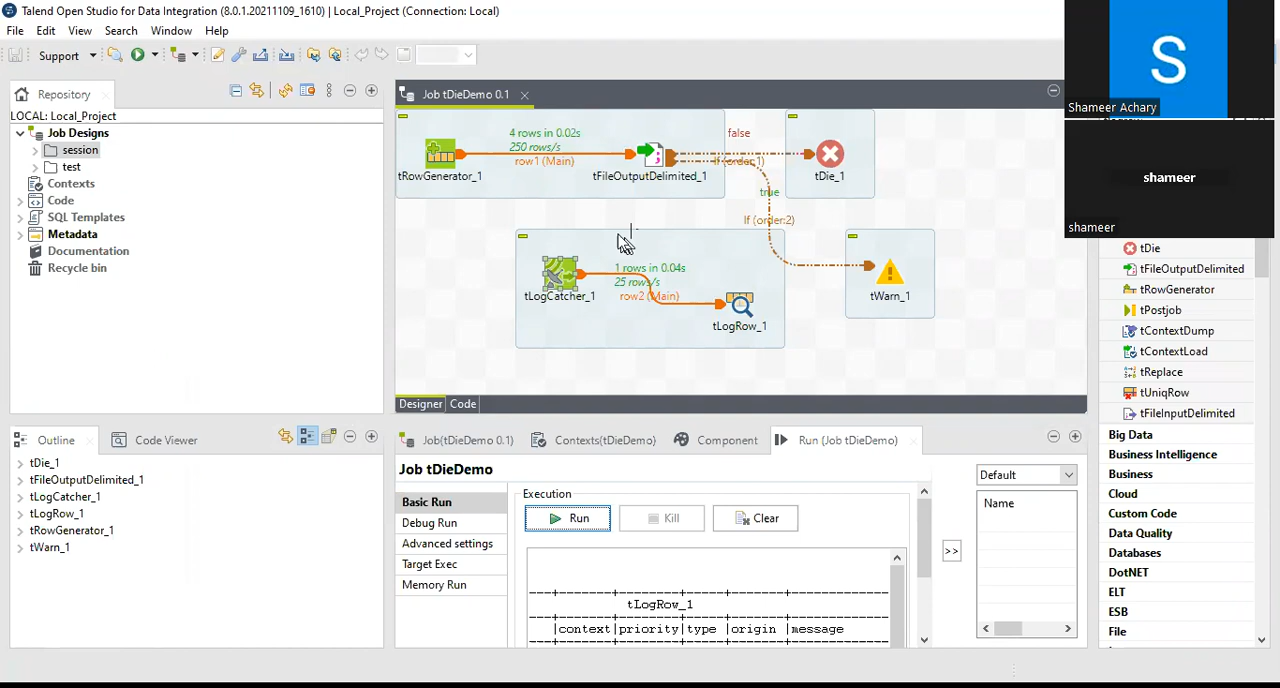 Talend Open Studio for Data Integration (8.0.1.20211109_1610) | Local_Project (Connection: Local)
File Edit View Search Window Help
Support
Repository
LOCAL: Local_Project
Job Designs
session
test
Contexts
Code
SQL Templates
Metadata
Documentation
Recycle bin
Job tDieDemo 0.1
4 rows in 0.02s
250 rows/s
row1 (Main)
tRowGenerator_1
tFileOutputDelimited_1
false
If (order:1)
tDie_1
true
If (order:2)
1 rows in 0.04s
25 rows/s
row2 (Main)
tLogCatcher_1
tLogRow_1
tWarn_1
Designer Code
S
Shameer Achary
shameer
shameer
tDie
tFileOutputDelimited
tRowGenerator
tPostjob
tContextDump
tContextLoad
tReplace
tUniqRow
tFileInputDelimited
Big Data
Business Intelligence
Business
Cloud
Custom Code
Data Quality
Databases
DotNET
ELT
ESB
File
Outline Code Viewer
tDie_1
tFileOutputDelimited_1
tLogCatcher_1
tLogRow_1
tRowGenerator_1
tWarn_1
Job(tDieDemo 0.1) Contexts(tDieDemo) Component Run (Job tDieDemo)
Job tDieDemo
Basic Run
Debug Run
Advanced settings
Target Exec
Memory Run
Execution
Run Kill Clear
----+-------+--------+-----+------+---------------
tLogRow_1
----+-------+--------+-----+------+---------------
|context|priority|type |origin |message
----+-------+--------+-----+------+---------------
>>
Default
Name